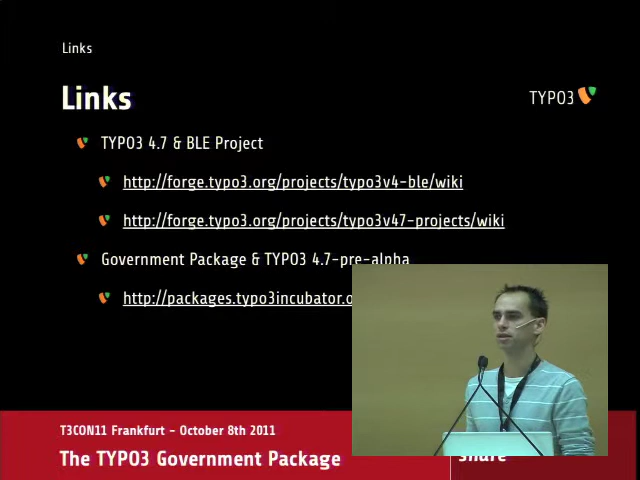 Links
Links
TYPO3
TYPO3 4.7 & BLE Project
http://forge.typo3.org/projects/typo3v4-ble/wiki
http://forge.typo3.org/projects/typo3v47-projects/wiki
Government Package & TYPO3 4.7-pre-alpha
http://packages.typo3incubator.o
T3CON11 Frankfurt - October 8th 2011
The TYPO3 Government Package
share